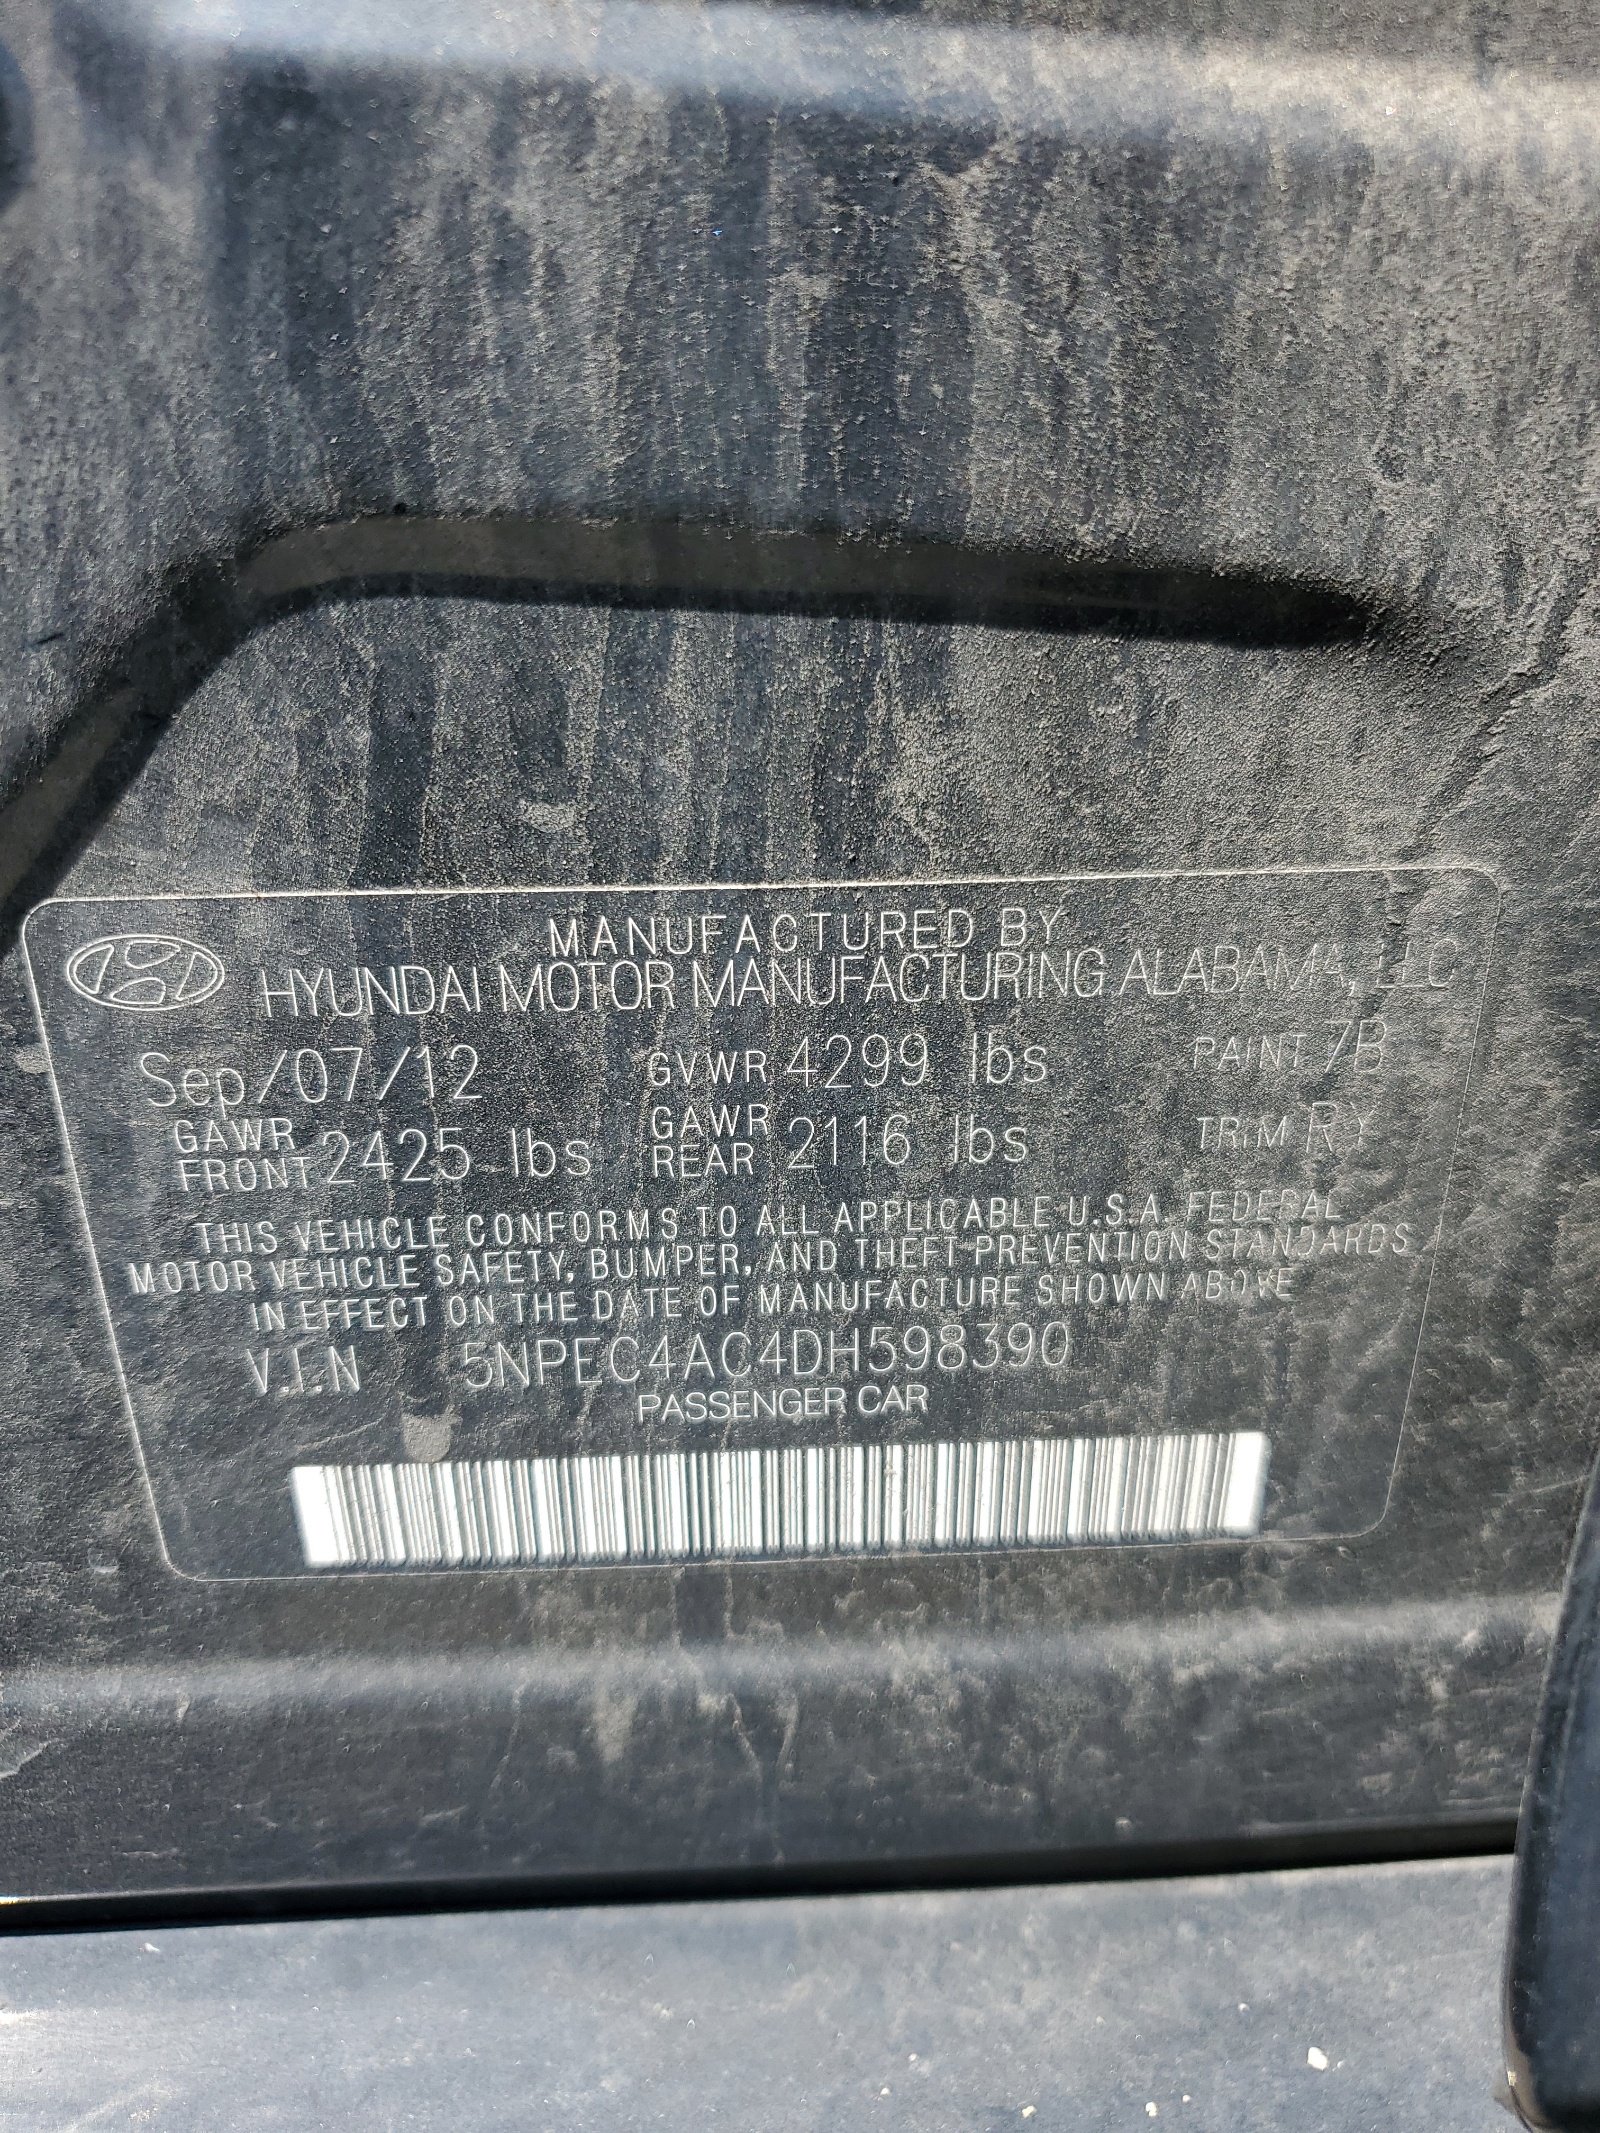 MANUFACTURED BY
HYUNDAI MOTOR MANUFACTURING ALABAMA, LLC
Sep/07/12 GVWR 4299 lbs PAINT 7B
GAWR FRONT 2425 lbs GAWR REAR 2116 lbs TRIM RY
THIS VEHICLE CONFORMS TO ALL APPLICABLE U.S.A. FEDERAL
MOTOR VEHICLE SAFETY, BUMPER, AND THEFT PREVENTION STANDARDS
IN EFFECT ON THE DATE OF MANUFACTURE SHOWN ABOVE
V.I.N 5NPEC4AC4DH598390
PASSENGER CAR